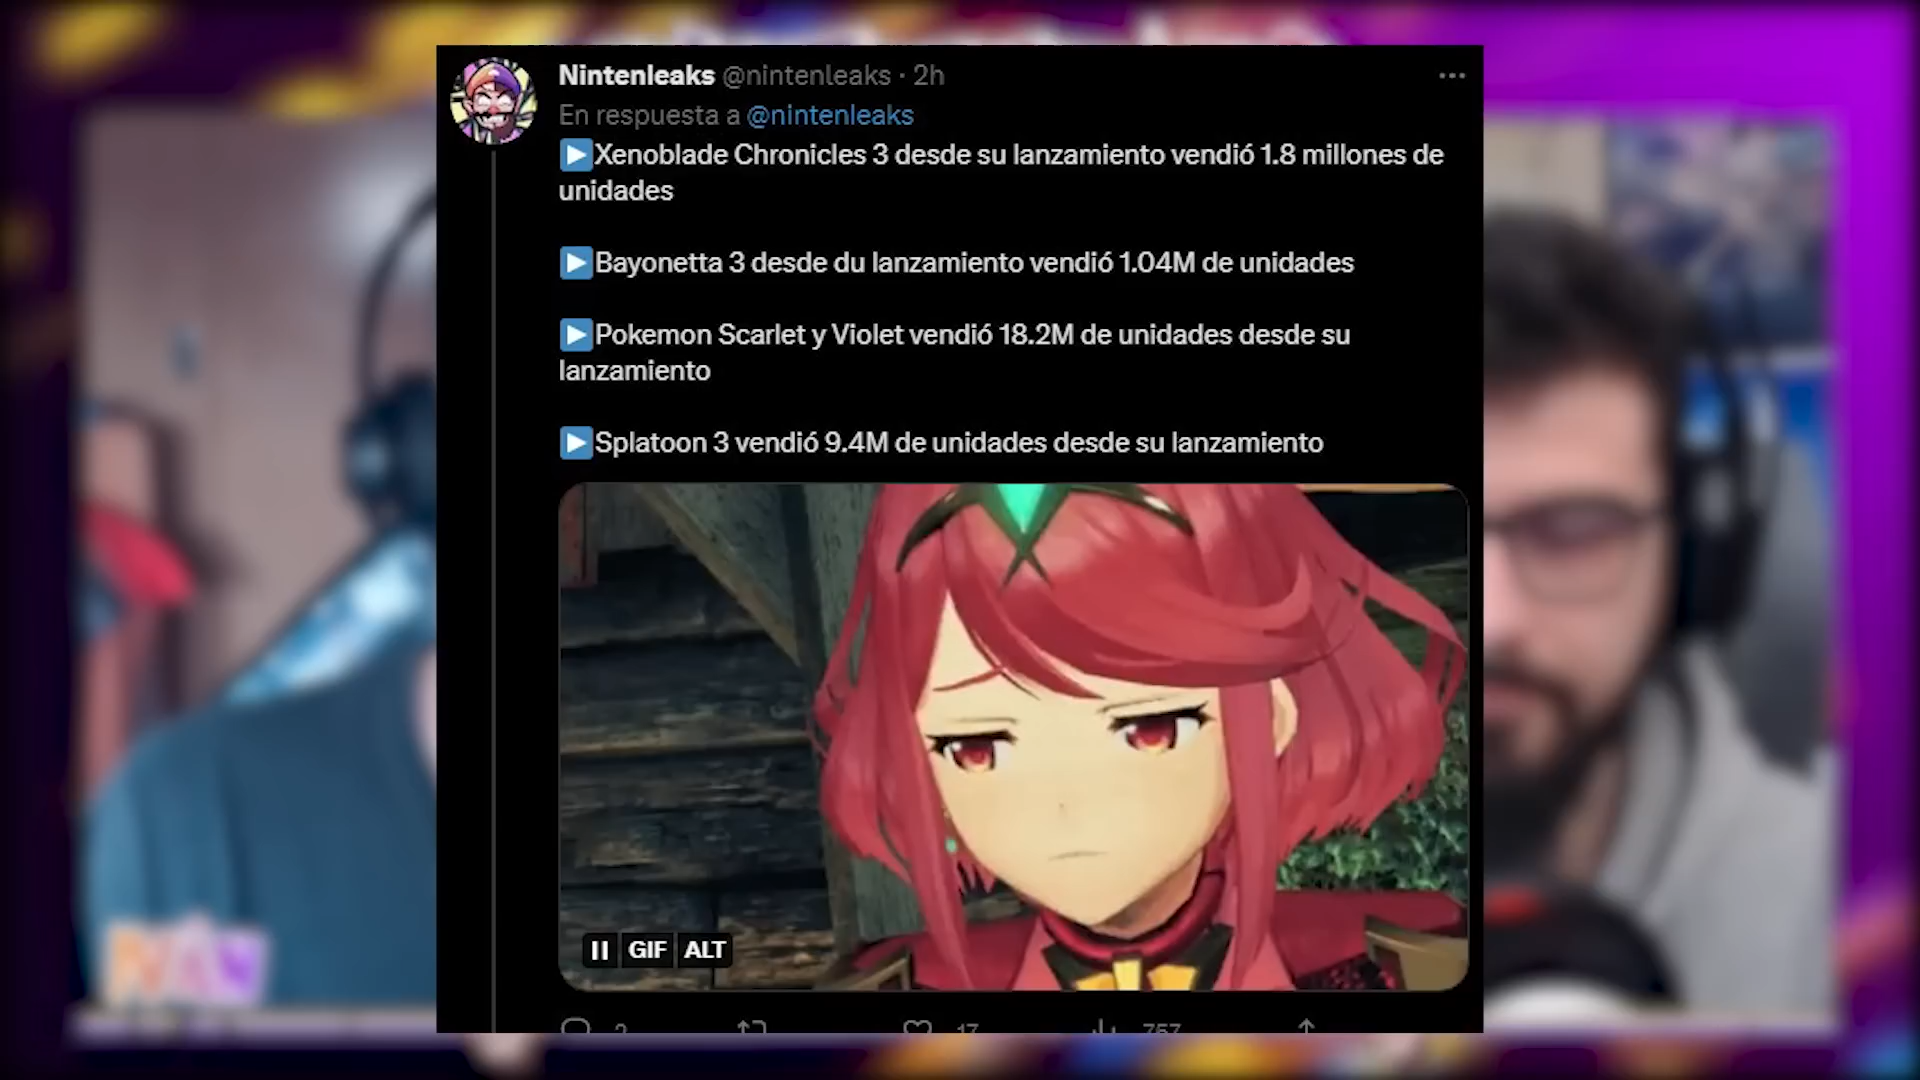 Nintenleaks @nintenleaks · 2h
En respuesta a @nintenleaks
Xenoblade Chronicles 3 desde su lanzamiento vendió 1.8 millones de
unidades
Bayonetta 3 desde du lanzamiento vendió 1.04M de unidades
Pokemon Scarlet y Violet vendió 18.2M de unidades desde su
lanzamiento
Splatoon 3 vendió 9.4M de unidades desde su lanzamiento
GIF ALT
17 757